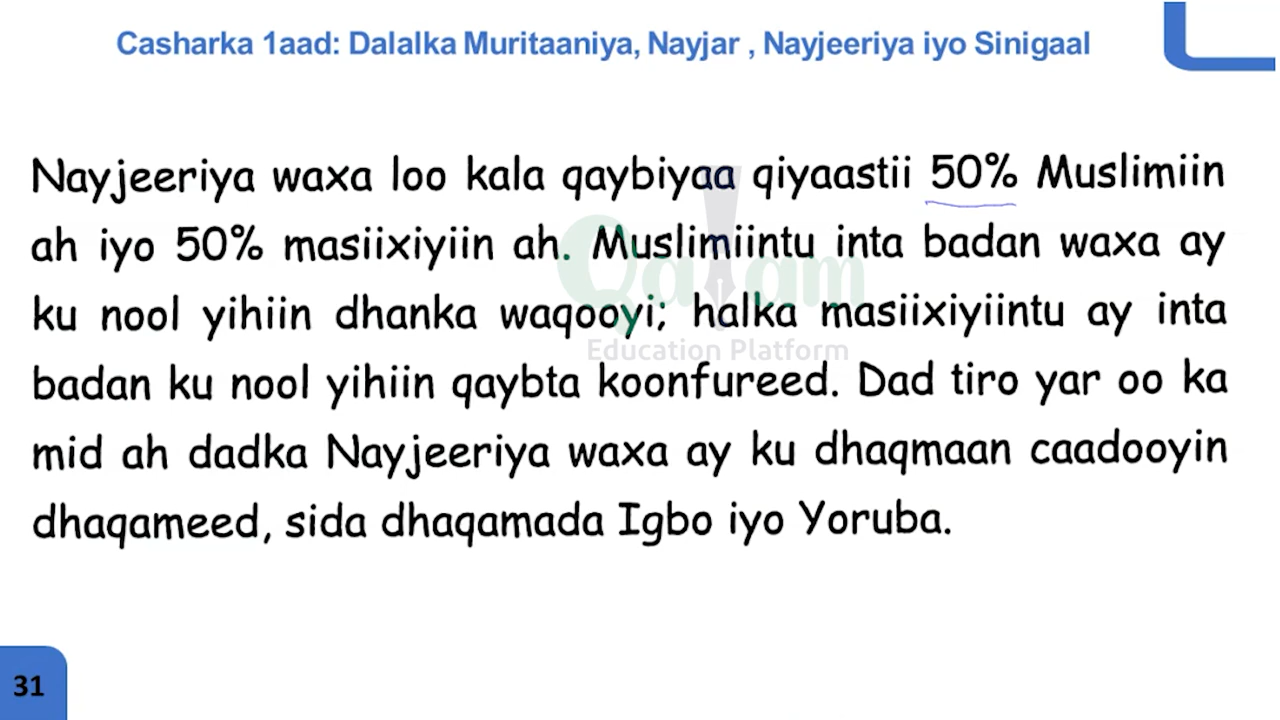 Casharka 1aad: Dalalka Muritaaniya, Nayjar , Nayjeeriya iyo Sinigaal
Nayjeeriya waxa loo kala qaybiyaa qiyaastii 50% Muslimiin
ah iyo 50% masiixiyiin ah. Muslimiintu inta badan waxa ay
ku nool yihiin dhanka waqooyi; halka masiixiyiintu ay inta
badan ku nool yihiin qaybta koonfureed. Dad tiro yar oo ka
mid ah dadka Nayjeeriya waxa ay ku dhaqmaan caadooyin
dhaqameed, sida dhaqamada Igbo iyo Yoruba.
Qalam
Education Platform
31